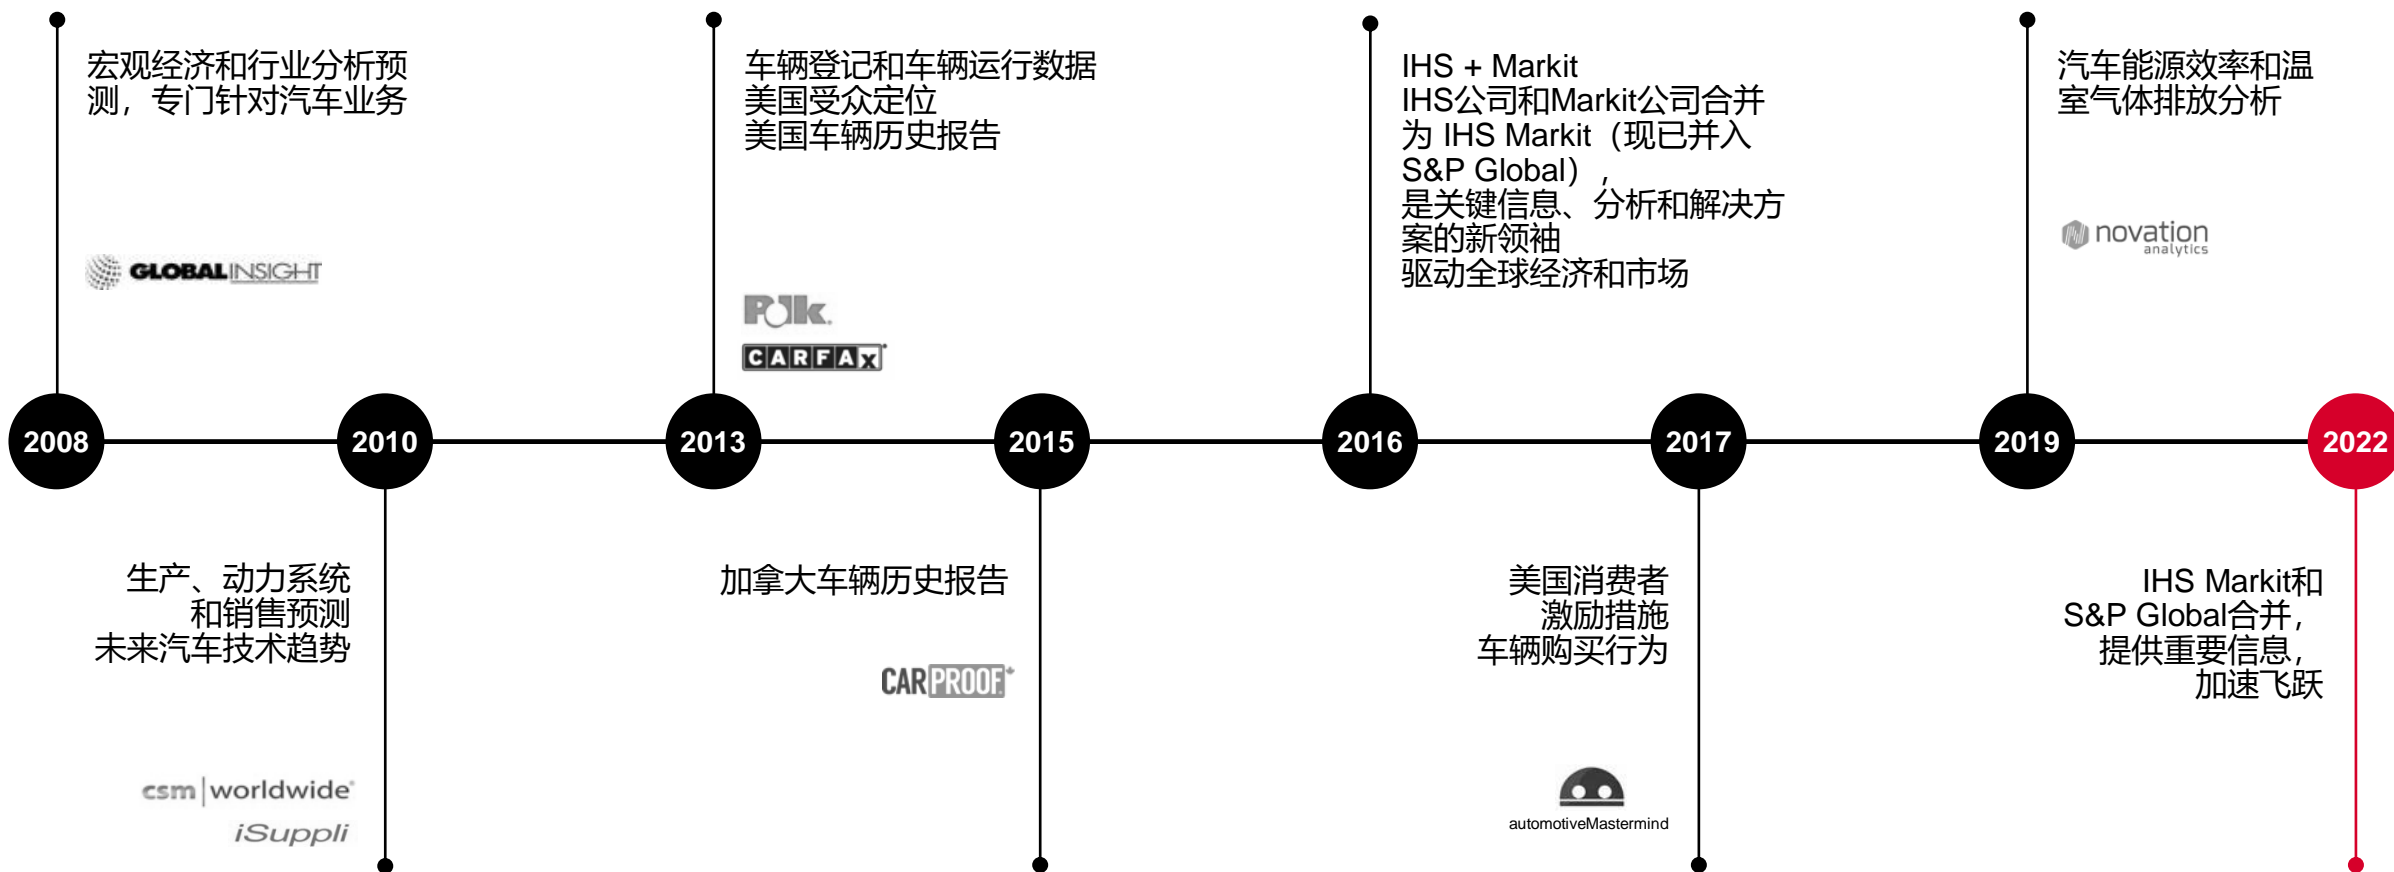 宏观经济和行业分析预
测，专门针对汽车业务
GLOBAL INSIGHT
车辆登记和车辆运行数据
美国受众定位
美国车辆历史报告
Polk.
CARFAX
IHS + Markit
IHS公司和Markit公司合并
为 IHS Markit（现已并入
S&P Global），
是关键信息、分析和解决方
案的新领袖
驱动全球经济和市场
汽车能源效率和温
室气体排放分析
novation
analytics
2008
2010
2013
2015
2016
2017
2019
2022
生产、动力系统
和销售预测
未来汽车技术趋势
csm|worldwide
iSuppli
加拿大车辆历史报告
CARPROOF
美国消费者
激励措施
车辆购买行为
automotiveMastermind
IHS Markit和
S&P Global合并，
提供重要信息，
加速飞跃